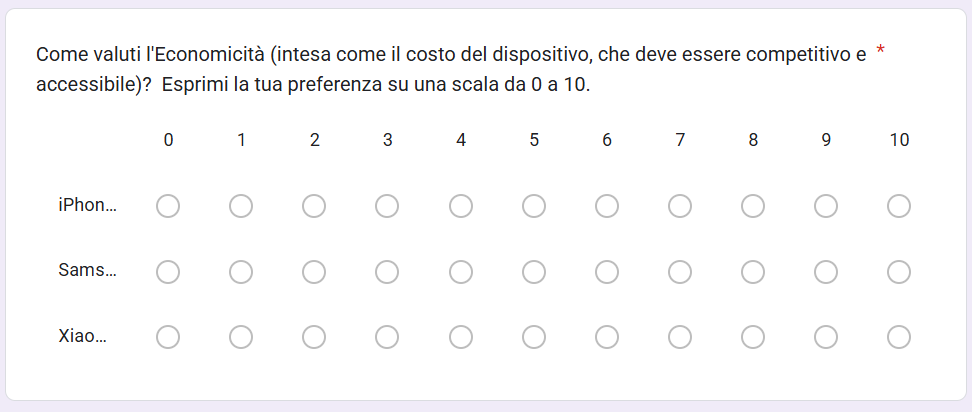 Come valuti l'Economicità (intesa come il costo del dispositivo, che deve essere competitivo e *
accessibile)?  Esprimi la tua preferenza su una scala da 0 a 10.
0 1 2 3 4 5 6 7 8 9 10
iPhon...
Sams...
Xiao...